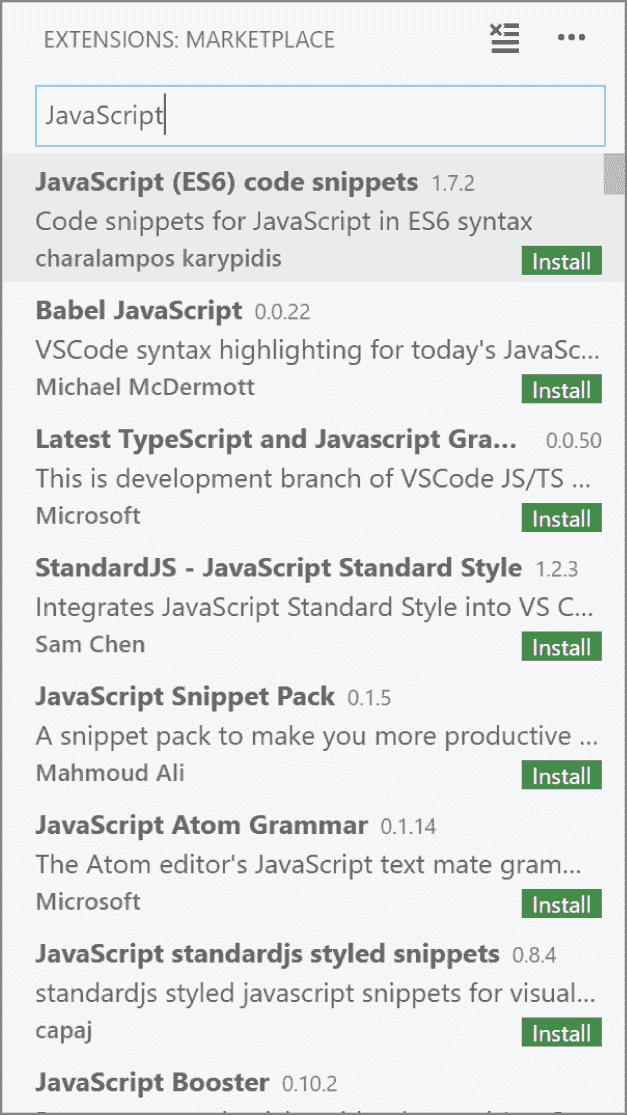 EXTENSIONS: MARKETPLACE
JavaScript
JavaScript (ES6) code snippets 1.7.2
Code snippets for JavaScript in ES6 syntax
charalampos karypidis Install
Babel JavaScript 0.0.22
VSCode syntax highlighting for today's JavaSc...
Michael McDermott Install
Latest TypeScript and Javascript Gra... 0.0.50
This is development branch of VSCode JS/TS ...
Microsoft Install
StandardJS - JavaScript Standard Style 1.2.3
Integrates JavaScript Standard Style into VS C...
Sam Chen Install
JavaScript Snippet Pack 0.1.5
A snippet pack to make you more productive ...
Mahmoud Ali Install
JavaScript Atom Grammar 0.1.14
The Atom editor's JavaScript text mate gram...
Microsoft Install
JavaScript standardjs styled snippets 0.8.4
standardjs styled javascript snippets for visual...
capaj Install
JavaScript Booster 0.10.2